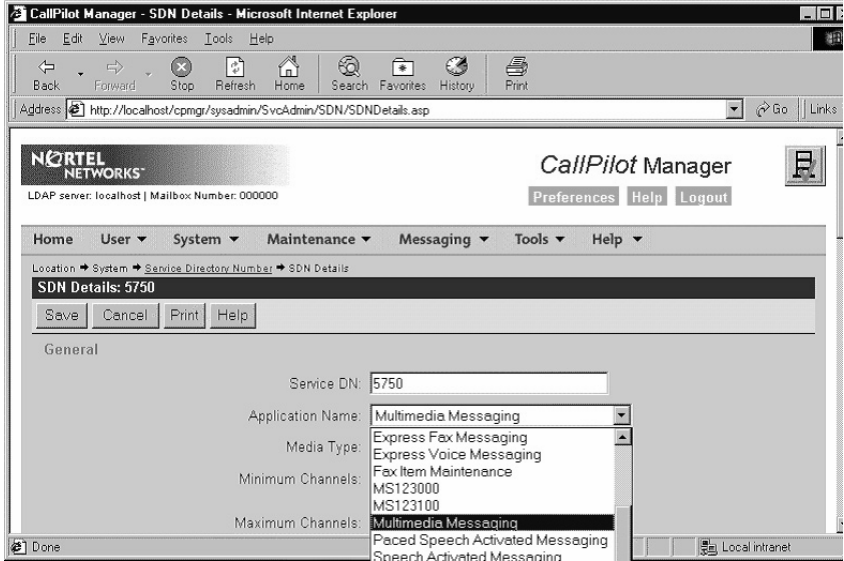 CallPilot Manager - SDN Details - Microsoft Internet Explorer
File Edit View Favorites Tools Help
Back Forward Stop Refresh Home Search Favorites History Print
Address http://localhost/cpmgr/sysadmin/SvcAdmin/SDN/SDNDetails.asp Go Links
NORTEL
NETWORKS™
CallPilot Manager
LDAP server: localhost | Mailbox Number: 000000
Preferences Help Logout
Home User System Maintenance Messaging Tools Help
Location → System → Service Directory Number → SDN Details
SDN Details: 5750
Save Cancel Print Help
General
Service DN: 5750
Application Name: Multimedia Messaging
Media Type:
Express Fax Messaging
Express Voice Messaging
Minimum Channels:
Fax Item Maintenance
MS123000
MS123100
Maximum Channels:
Multimedia Messaging
Paced Speech Activated Messaging
Speech Activated Messaging
Done Local intranet